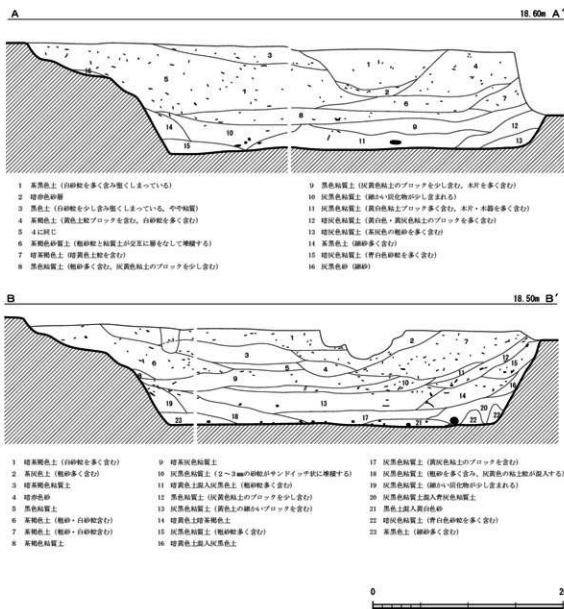 A 18.60m A′
1 茶黒色土(白砂粒を多く含み粗くしまっている)
2 暗赤色砂層
3 黒色土(白砂粒を少し含み粗くしまっている、やや粘質)
4 茶褐色土(黄色土粒ブロックを含む、白砂粒を多く含む)
5 4に同じ
6 茶褐色砂質土(粗砂粒と粘質土が交互に層をなして堆積する)
7 暗茶褐色土(暗黄色土粒を含む)
8 黒色粘質土(粗砂多く含む、灰黄色粘土のブロックを少し含む)
9 黒色粘質土(灰黄色粘土のブロックを少し含む、木片を多く含む)
10 灰黒色粘質土(細かい炭化物が少し含まれる)
11 灰黒色粘質土(黄白色粘土ブロック多く含む、木片・木器を多く含む)
12 暗灰色粘質土(黄白色・黄灰色粘土のブロックを多く含む)
13 暗灰色粘質土(茶灰色の粗砂を多く含む)
14 茶黒色土(細砂多く含む)
15 暗灰色粘質土(青白色砂粒を多く含む)
16 灰黒色砂(細砂)
B 18.50m B′
1 暗茶褐色土(白砂粒を多く含む)
2 茶灰色土(粗砂多く含む)
3 暗茶褐色粘質土
4 暗赤色砂
5 黒色粘質土
6 茶褐色土(粗砂・白砂粒含む)
7 茶褐色土(粗砂・白砂粒含む)
8 茶褐色粘質土
9 暗茶灰色粘質土
10 灰黒色粘質土(2〜3㎜の砂粒がサンドイッチ状に堆積する)
11 暗黄色土混入灰黒色土(粗砂粒多く含む)
12 黒色粘質土(灰黄色粘土のブロックを少し含む)
13 灰黒色粘質土(黄色土の細かいブロックを含む)
14 暗黄色土暗茶褐色土
15 灰黒色粘質土(粗砂粒多く含む)
16 暗黄色土混入灰黒色土
17 灰黒色粘質土(黄灰色粘土のブロックを含む)
18 灰黒色粘質土(粗砂を多く含み、灰黄色の粘土粒が混入する)
19 灰黒色粘質土(細かい炭化物が少し含まれる)
20 灰黒色粘質土混入青灰色粘質土
21 黒色土混入黄白色砂
22 暗灰色粘質土(青白色砂粒を多く含む)
23 茶黒色土(細砂多く含む)
0